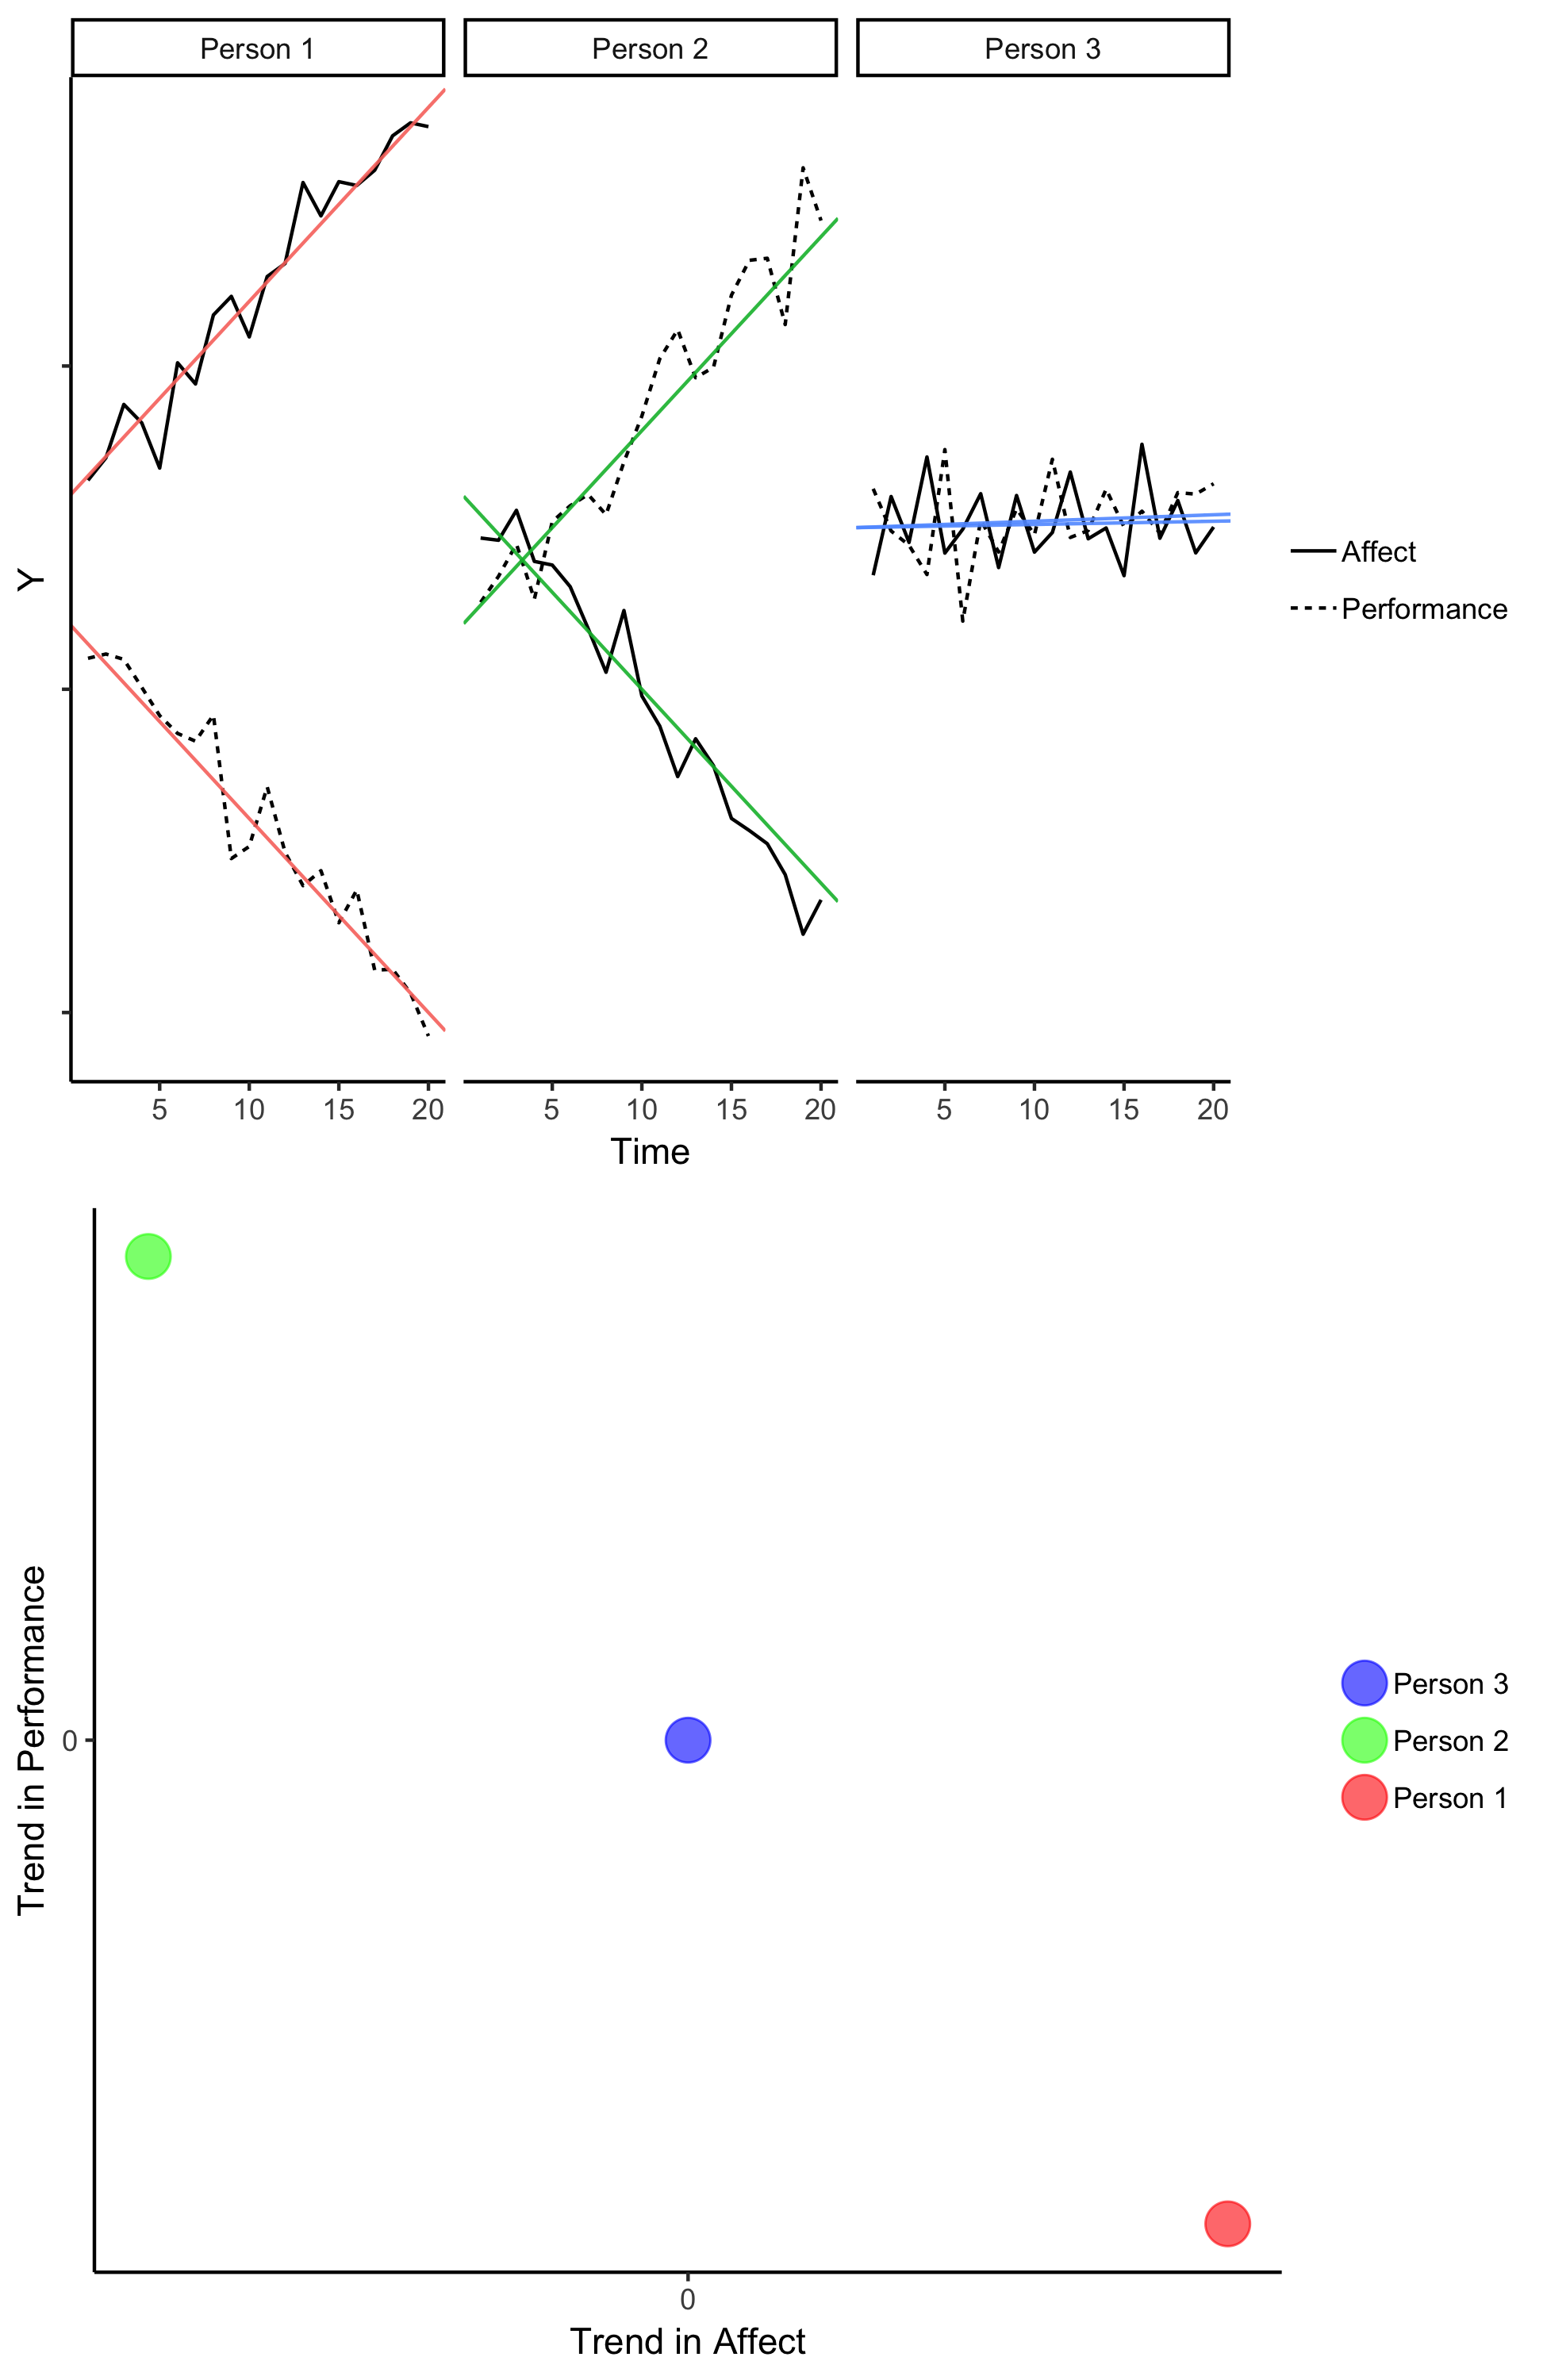 Person 1
Person 2
Person 3
Y
Affect
Performance
5 10 15 20 5 10 15 20 5 10 15 20
Time
Trend in Performance
0
Person 3
Person 2
Person 1
0
Trend in Affect